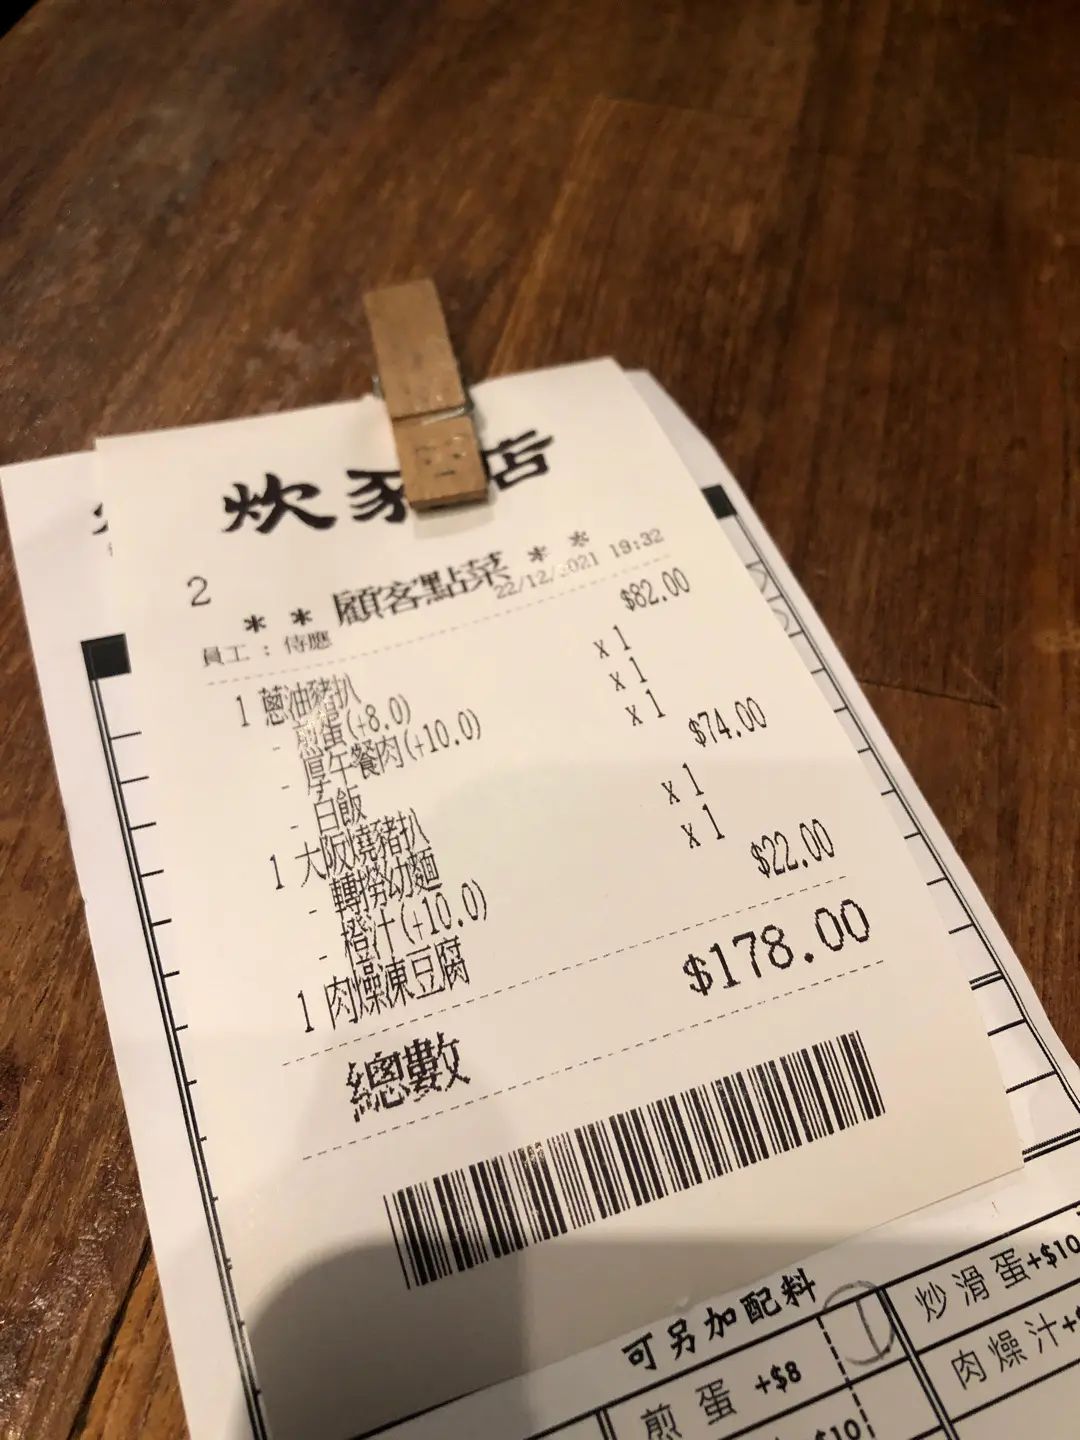 炊 店
2
* * 顧客點菜 * *
員工：侍應 22/12/2021 19:32
1 蔥油豬扒 $82.00
- 煎蛋(+8.0) x 1
- 厚午餐肉(+10.0) x 1
- 白飯 x 1
1 大阪燒豬扒 $74.00
- 轉撈幼麵 x 1
- 橙汁(+10.0) x 1
1 肉燥凍豆腐 $22.00
總數 $178.00
可另加配料
煎蛋 +$8
炒滑蛋+$10
肉燥汁+
$10